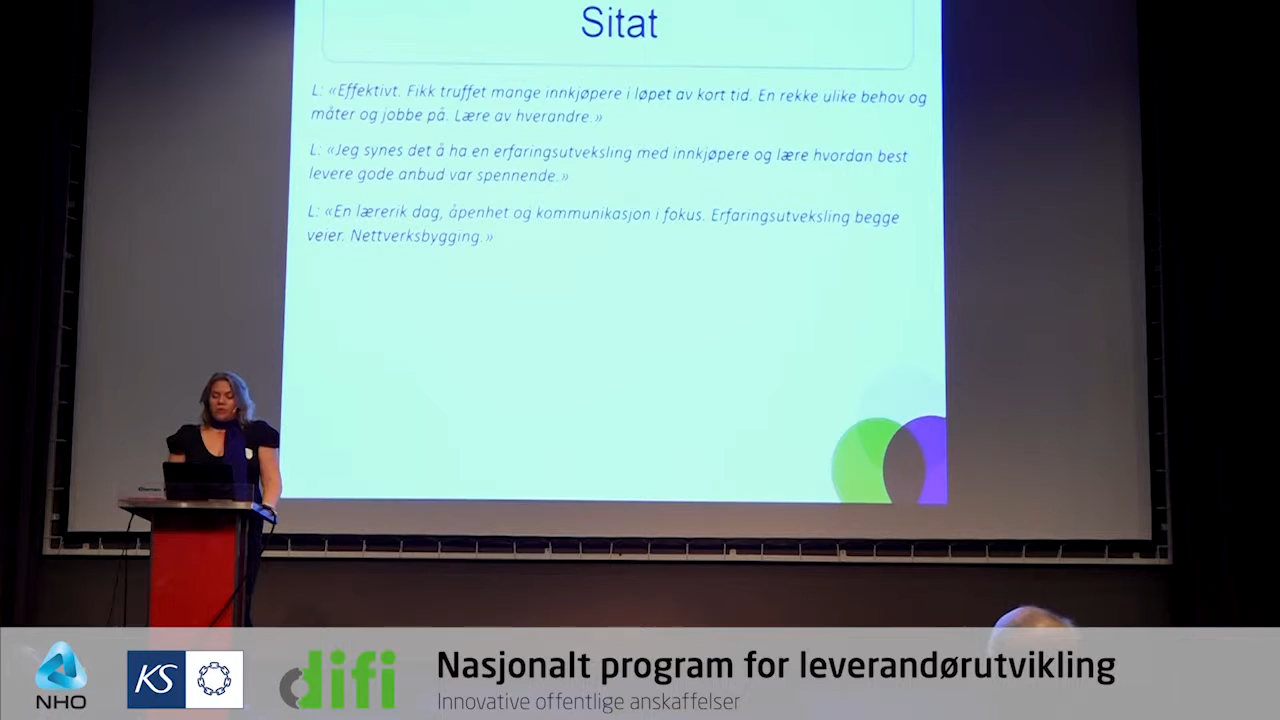 Sitat
L: «Effektivt. Fikk truffet mange innkjøpere i løpet av kort tid. En rekke ulike behov og
måter og jobbe på. Lære av hverandre.»
L: «Jeg synes det å ha en erfaringsutveksling med innkjøpere og lære hvordan best
levere gode anbud var spennende.»
L: «En lærerik dag, åpenhet og kommunikasjon i fokus. Erfaringsutveksling begge
veier. Nettverksbygging.»
NHO
KS
difi
Nasjonalt program for leverandørutvikling
Innovative offentlige anskaffelser